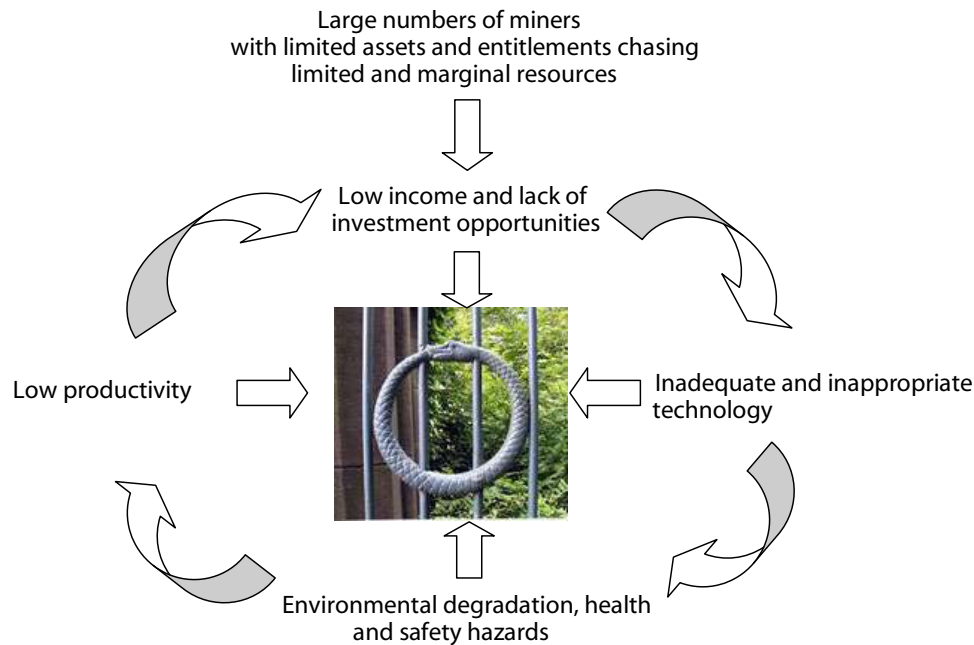 Large numbers of miners
with limited assets and entitlements chasing
limited and marginal resources
Low income and lack of
investment opportunities
Low productivity
Inadequate and inappropriate
technology
Environmental degradation, health
and safety hazards